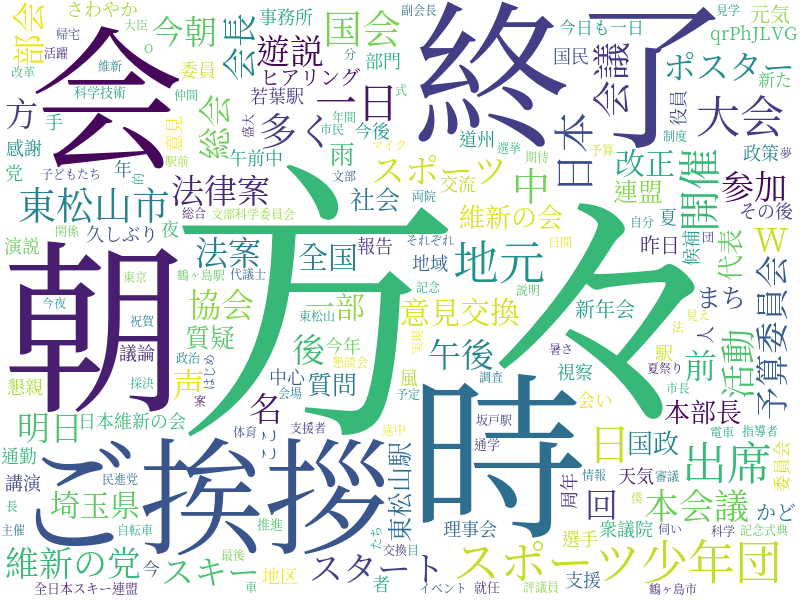 さわやか
大臣
帰宅
活躍
改革
維新
部会
今朝
会長
事務所
国会
副会長
見学
今日も一日
元気
qrPhJLVG
ポスター
終了
会議
会
遊説
ヒアリング
部門
国民
新た
委員
科学技術
仲間
分
式
若葉駅
一日
役員
方
手
意見
盛大
年間
市民
今後
総会
多く
日本
大会
道州
選挙
制度
感謝
党
年
午前中
雨
マイク
スポーツ
中
期待
予算
改正
政策
夢
駅前
子どもたち
的
文部
交流
連盟
参加
開催
その後
東松山市
法律案
社会
維新の会
自分
団
夏
演説
関係
夜
総合
文部科学委員会
両院
久しぶり
法案
全国
報告
それぞれ
日間
昨日
候補
代表
W
朝
方々
東京
鶴ヶ島駅
代議士
地域
地元
今夜
祝賀
協会
一部
東松山
記念
説明
新年会
まち
人
見え
法
予算委員会
議論
質疑
意見交換
実現
駅
夏祭り
政治
はじめ
後
今年
懇談会
午後
暑さ
前
活動
市長
懇親
採決
案
声
中心
質問
風
調査
視察
会い
時
明日
日本維新の会
名
会場
予定
坂戸駅
本部長
体育
支援者
途中
日
国政
電車
指導者
通勤
ご挨拶
東松山駅
通学
周年
情報
天気
審議
出席
委員会
講演
埼玉県
民進党
回
僕
本会議
かど
長
自転車
推進
理事会
選手
衆議院
伺い
科学
記念式典
主催
維新の党
スキー
たち
交換
目
スポーツ少年団
今
最後
地区
スタート
者
支援
全日本スキー連盟
車
イベント
就任
評議員
鶴ヶ島市